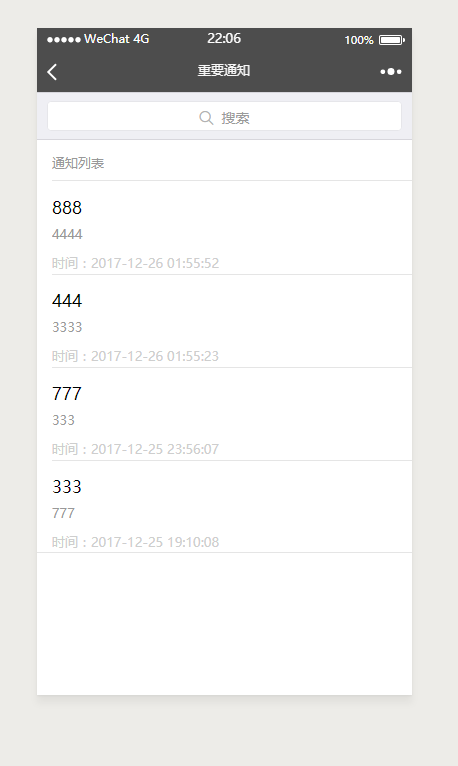 WeChat 4G 22:06 100%
重要通知
搜索
通知列表
888
4444
时间：2017-12-26 01:55:52
444
3333
时间：2017-12-26 01:55:23
777
333
时间：2017-12-25 23:56:07
333
777
时间：2017-12-25 19:10:08